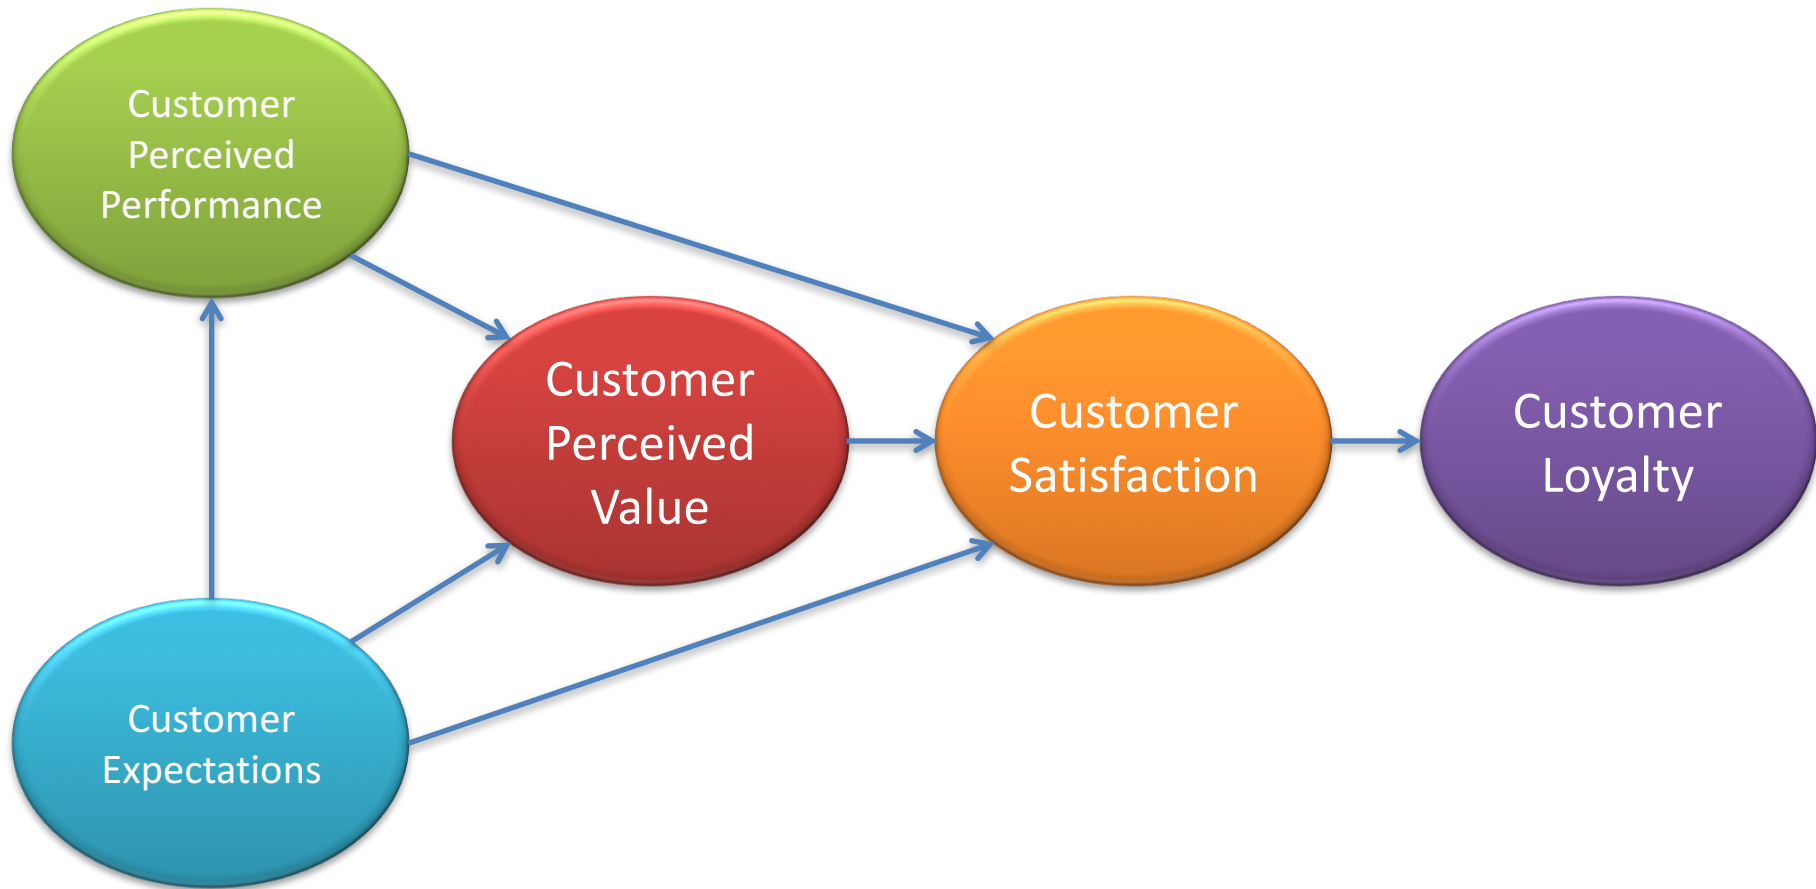 Customer
Perceived
Performance
Customer
Perceived
Value
Customer
Satisfaction
Customer
Loyalty
Customer
Expectations